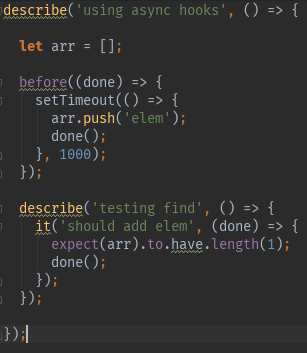 describe('using async hooks', () => {
let arr = [];
before((done) => {
setTimeout(() => {
arr.push('elem');
done();
}, 1000);
});
describe('testing find', () => {
it('should add elem', (done) => {
expect(arr).to.have.length(1);
done();
});
});
});